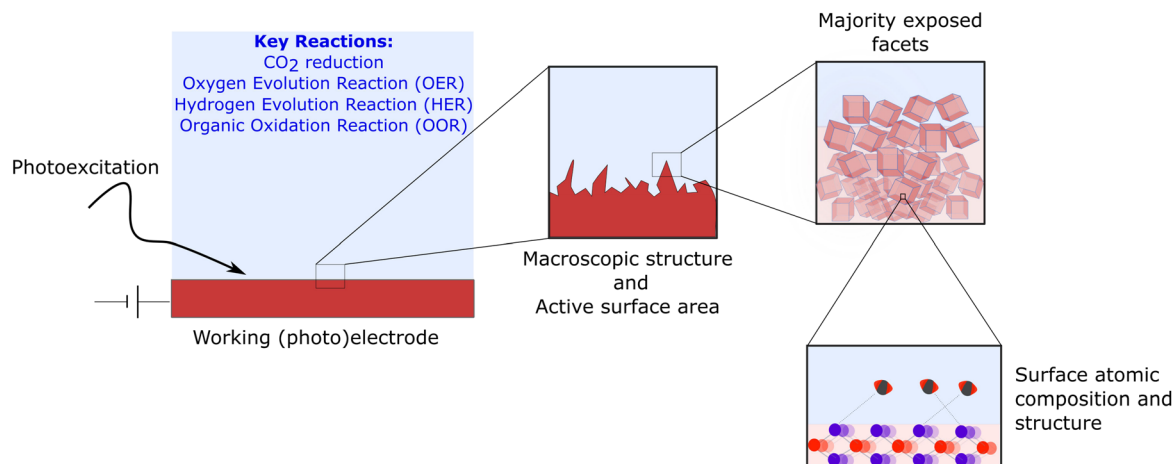 Key Reactions:
CO2 reduction
Oxygen Evolution Reaction (OER)
Hydrogen Evolution Reaction (HER)
Organic Oxidation Reaction (OOR)
Photoexcitation
Working (photo)electrode
Macroscopic structure
and
Active surface area
Majority exposed
facets
Surface atomic
composition and
structure